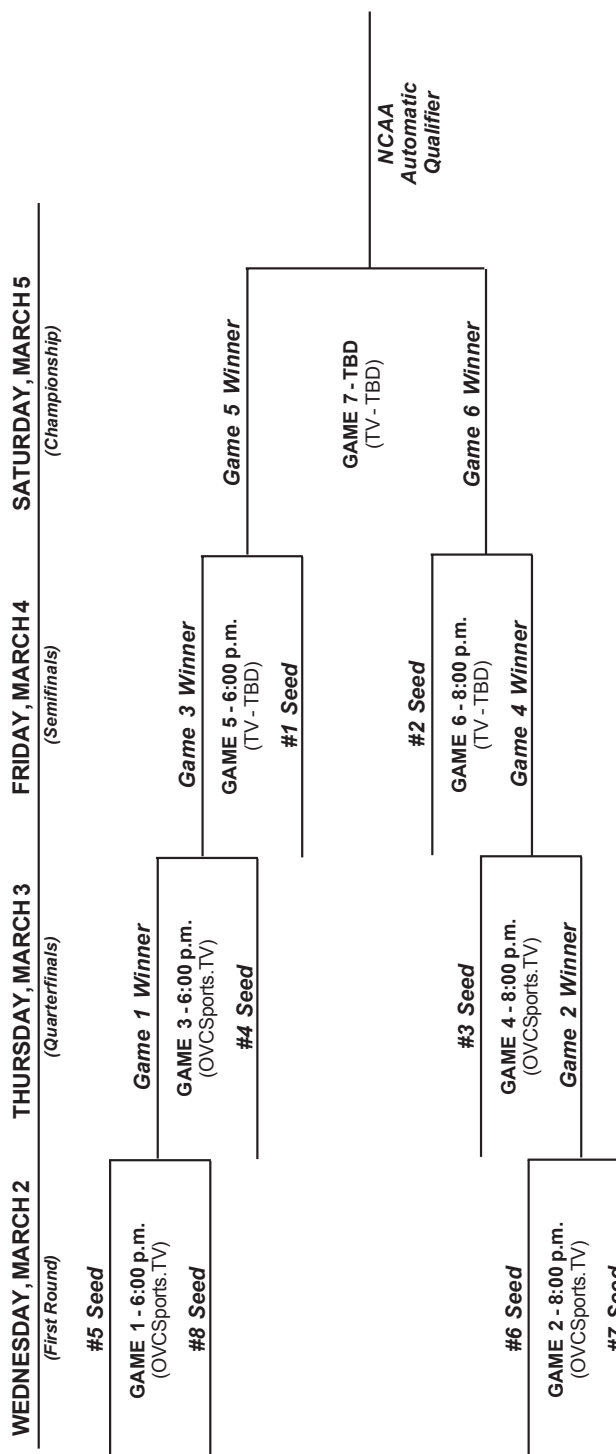 WEDNESDAY, MARCH 2
(First Round)
THURSDAY, MARCH 3
(Quarterfinals)
FRIDAY, MARCH 4
(Semifinals)
SATURDAY, MARCH 5
(Championship)
#5 Seed
GAME 1 - 6:00 p.m.
(OVCSports.TV)
#8 Seed
Game 1 Winner
GAME 3 - 6:00 p.m.
(OVCSports.TV)
#4 Seed
Game 3 Winner
GAME 5 - 6:00 p.m.
(TV - TBD)
#1 Seed
Game 5 Winner
GAME 7 - TBD
(TV - TBD)
Game 6 Winner
NCAA
Automatic
Qualifier
#2 Seed
GAME 6 - 8:00 p.m.
(TV - TBD)
Game 4 Winner
#3 Seed
GAME 4 - 8:00 p.m.
(OVCSports.TV)
Game 2 Winner
#6 Seed
GAME 2 - 8:00 p.m.
(OVCSports.TV)
#7 Seed